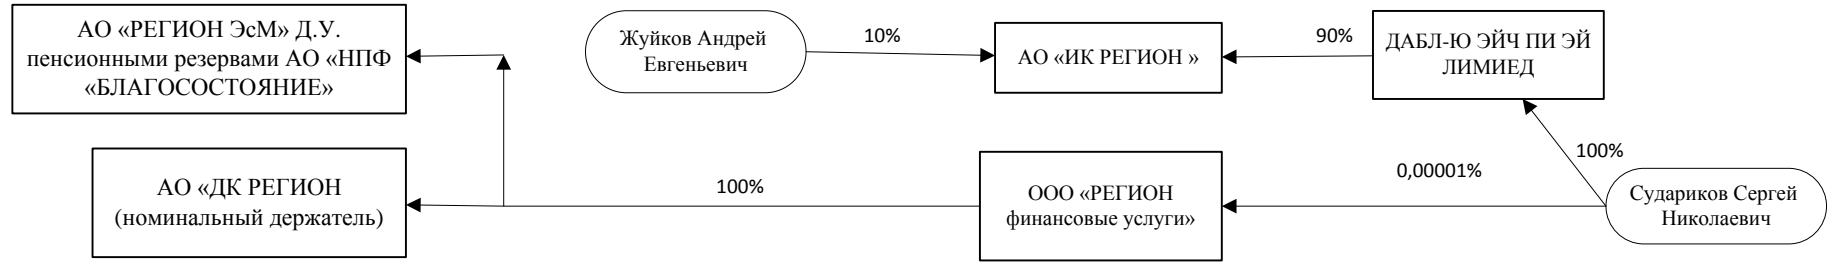 АО «РЕГИОН ЭсМ» Д.У.
пенсионными резервами АО «НПФ
«БЛАГОСОСТОЯНИЕ»
Жуйков Андрей
Евгеньевич
10%
АО «ИК РЕГИОН »
90%
ДАБЛ-Ю ЭЙЧ ПИ ЭЙ
ЛИМИЕД
АО «ДК РЕГИОН
(номинальный держатель)
100%
ООО «РЕГИОН
финансовые услуги»
0,00001%
100%
Судариков Сергей
Николаевич